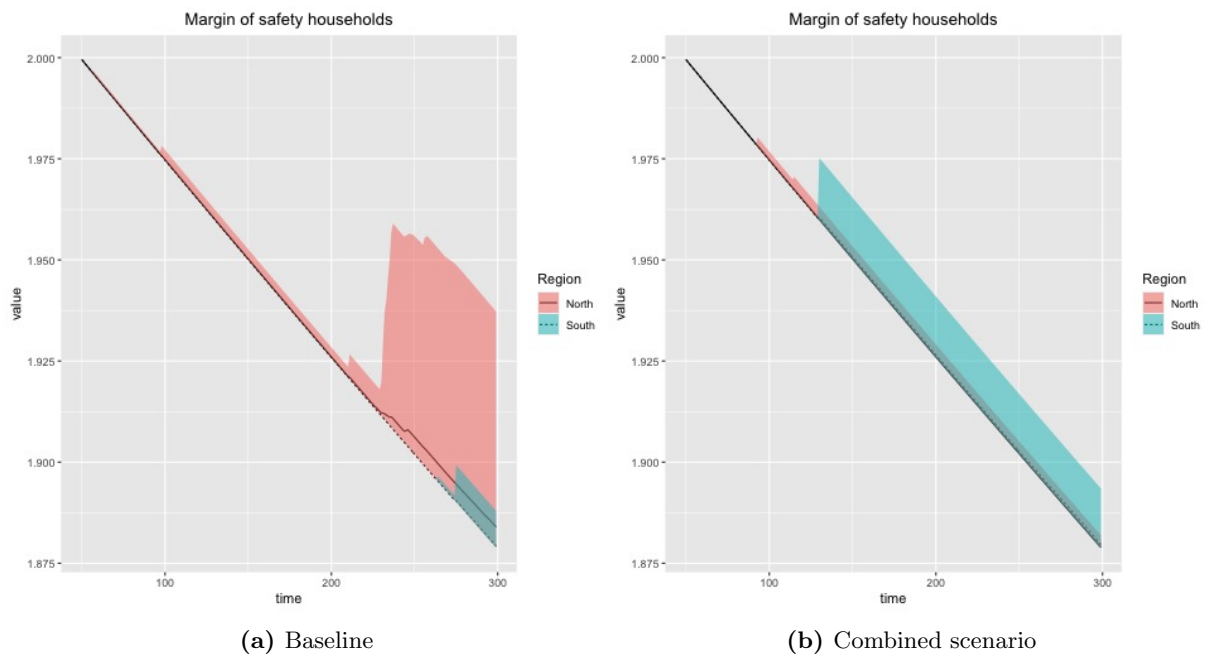 Margin of safety households
value
2.000
1.975
1.950
1.925
1.900
1.875
100
200
300
time
Region
North
South
(a) Baseline
Margin of safety households
value
2.000
1.975
1.950
1.925
1.900
1.875
100
200
300
time
Region
North
South
(b) Combined scenario